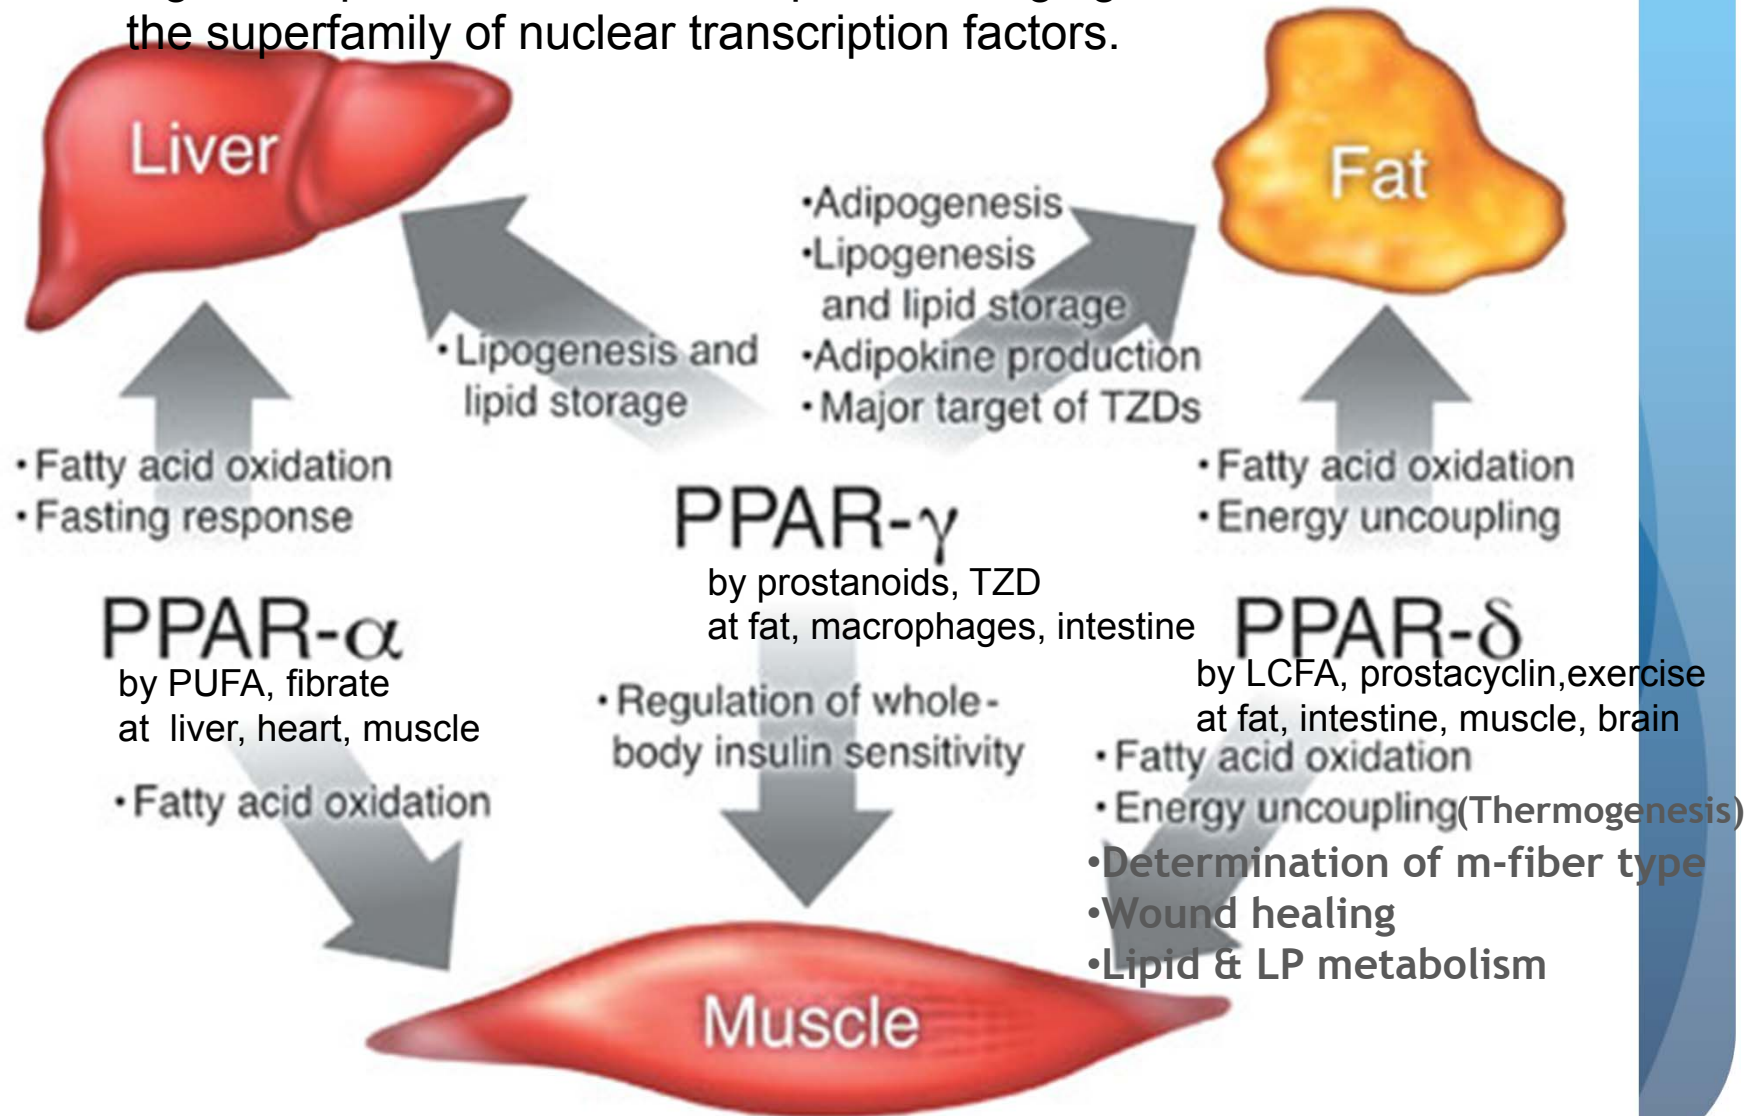 the superfamily of nuclear transcription factors.
Liver
Fat
•Adipogenesis
•Lipogenesis
and lipid storage
•Adipokine production
•Major target of TZDs
•Lipogenesis and
lipid storage
•Fatty acid oxidation
•Fasting response
•Fatty acid oxidation
•Energy uncoupling
PPAR-γ
by prostanoids, TZD
at fat, macrophages, intestine
PPAR-α
by PUFA, fibrate
at liver, heart, muscle
PPAR-δ
by LCFA, prostacyclin,exercise
at fat, intestine, muscle, brain
•Regulation of whole-
body insulin sensitivity
•Fatty acid oxidation
•Fatty acid oxidation
•Energy uncoupling(Thermogenesis)
•Determination of m-fiber type
•Wound healing
•Lipid & LP metabolism
Muscle